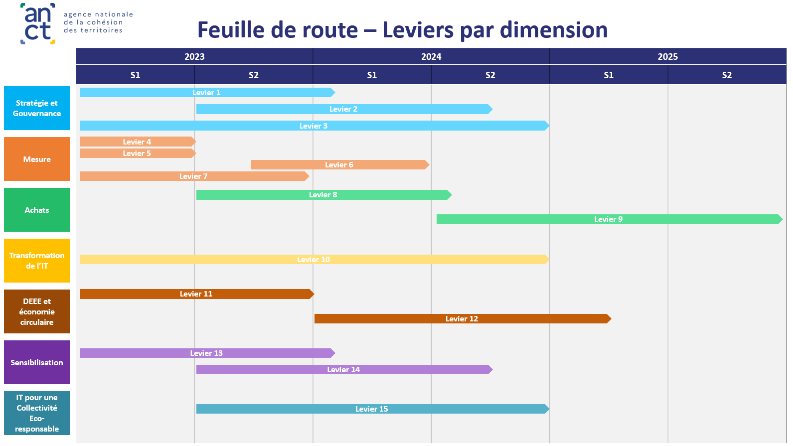 anct
agence nationale
de la cohésion
des territoires
Feuille de route – Leviers par dimension
2023
2024
2025
S1
S2
S1
S2
S1
S2
Stratégie et
Gouvernance
Levier 1
Levier 2
Levier 3
Mesure
Levier 4
Levier 5
Levier 6
Levier 7
Achats
Levier 8
Levier 9
Transformation
de l'IT
Levier 10
DEEE et
économie
circulaire
Levier 11
Levier 12
Sensibilisation
Levier 13
Levier 14
IT pour une
Collectivité
Eco-
responsable
Levier 15